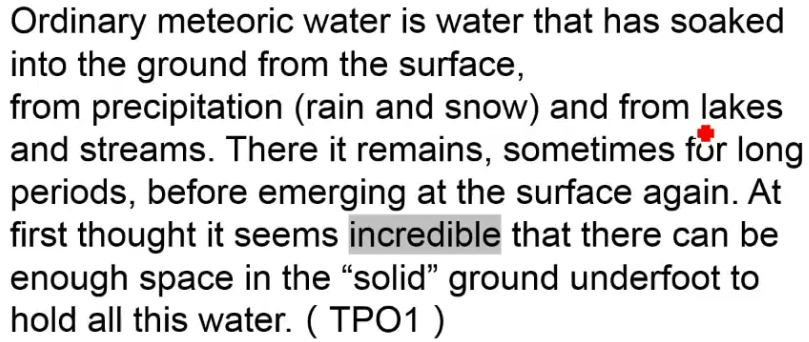 Ordinary meteoric water is water that has soaked
into the ground from the surface,
from precipitation (rain and snow) and from lakes
and streams. There it remains, sometimes for long
periods, before emerging at the surface again. At
first thought it seems incredible that there can be
enough space in the “solid” ground underfoot to
hold all this water. ( TPO1 )